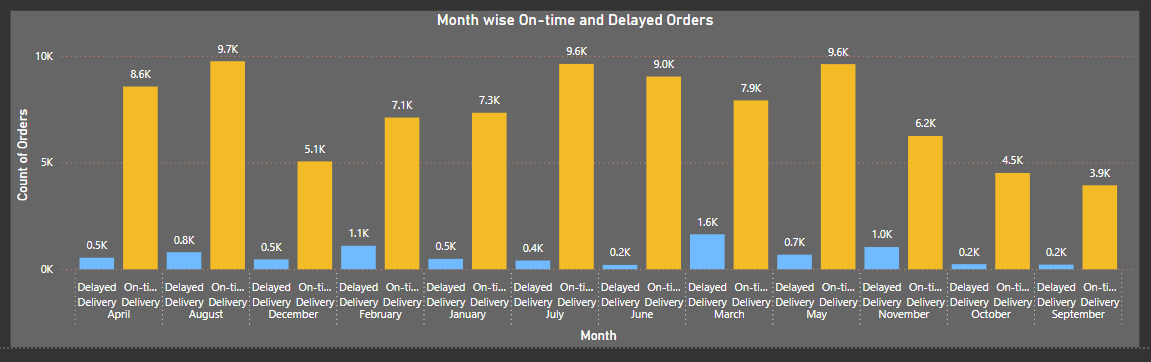 Month wise On-time and Delayed Orders
Count of Orders
10K
5K
0K
0.5K 8.6K 0.8K 9.7K 0.5K 5.1K 1.1K 7.1K 0.5K 7.3K 0.4K 9.6K 0.2K 9.0K 1.6K 7.9K 0.7K 9.6K 1.0K 6.2K 0.2K 4.5K 0.2K 3.9K
Delayed On-ti... Delayed On-ti... Delayed On-ti... Delayed On-ti... Delayed On-ti... Delayed On-ti... Delayed On-ti... Delayed On-ti... Delayed On-ti... Delayed On-ti... Delayed On-ti... Delayed On-ti...
Delivery Delivery Delivery Delivery Delivery Delivery Delivery Delivery Delivery Delivery Delivery Delivery Delivery Delivery Delivery Delivery Delivery Delivery Delivery Delivery Delivery Delivery Delivery Delivery
April August December February January July June March May November October September
Month